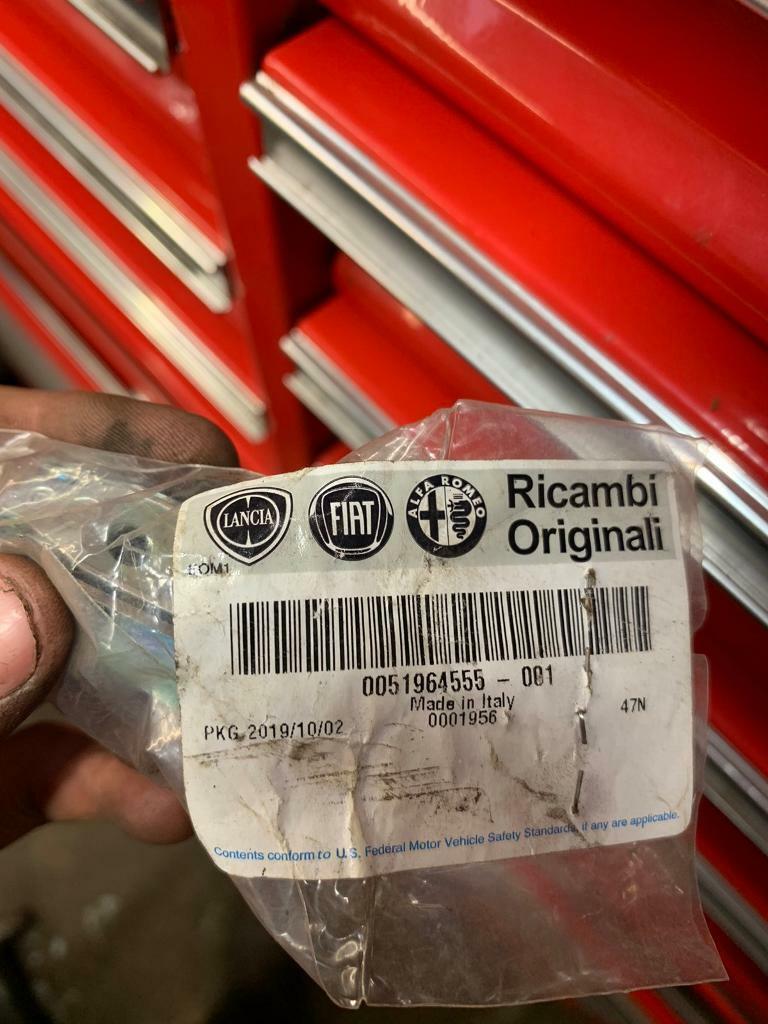 LANCIA
FIAT
ALFA ROMEO
Ricambi
Originali
EOM1
0051964555 - 001
Made in Italy
0001956
47N
PKG 2019/10/02
Contents conform to U.S. Federal Motor Vehicle Safety Standards, if any are applicable.